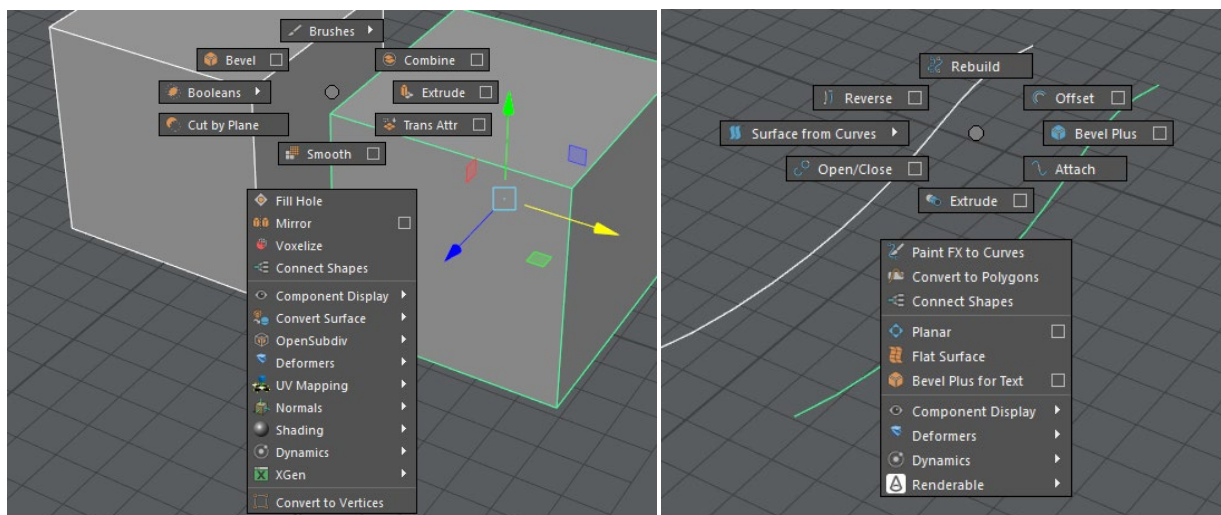 Brushes
Bevel
Combine
Booleans
Extrude
Cut by Plane
Trans Attr
Smooth
Fill Hole
Mirror
Voxelize
Connect Shapes
Component Display
Convert Surface
OpenSubdiv
Deformers
UV Mapping
Normals
Shading
Dynamics
XGen
Convert to Vertices
Rebuild
Reverse
Offset
Surface from Curves
Bevel Plus
Open/Close
Attach
Extrude
Paint FX to Curves
Convert to Polygons
Connect Shapes
Planar
Flat Surface
Bevel Plus for Text
Component Display
Deformers
Dynamics
Renderable